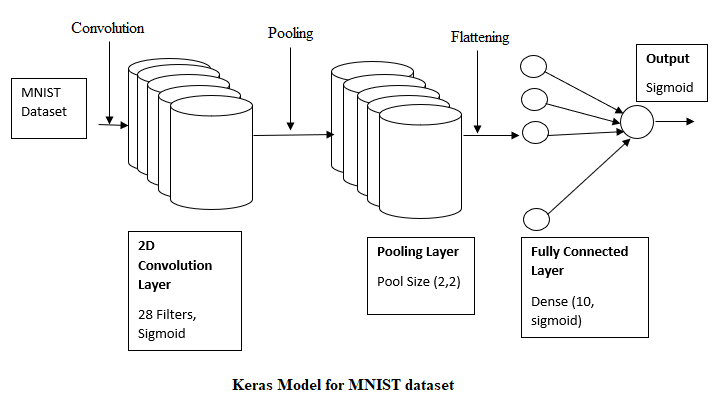 Convolution
Pooling
Flattening
MNIST
Dataset
Output
Sigmoid
2D
Convolution
Layer
28 Filters,
Sigmoid
Pooling Layer
Pool Size (2,2)
Fully Connected
Layer
Dense (10,
sigmoid)
Keras Model for MNIST dataset